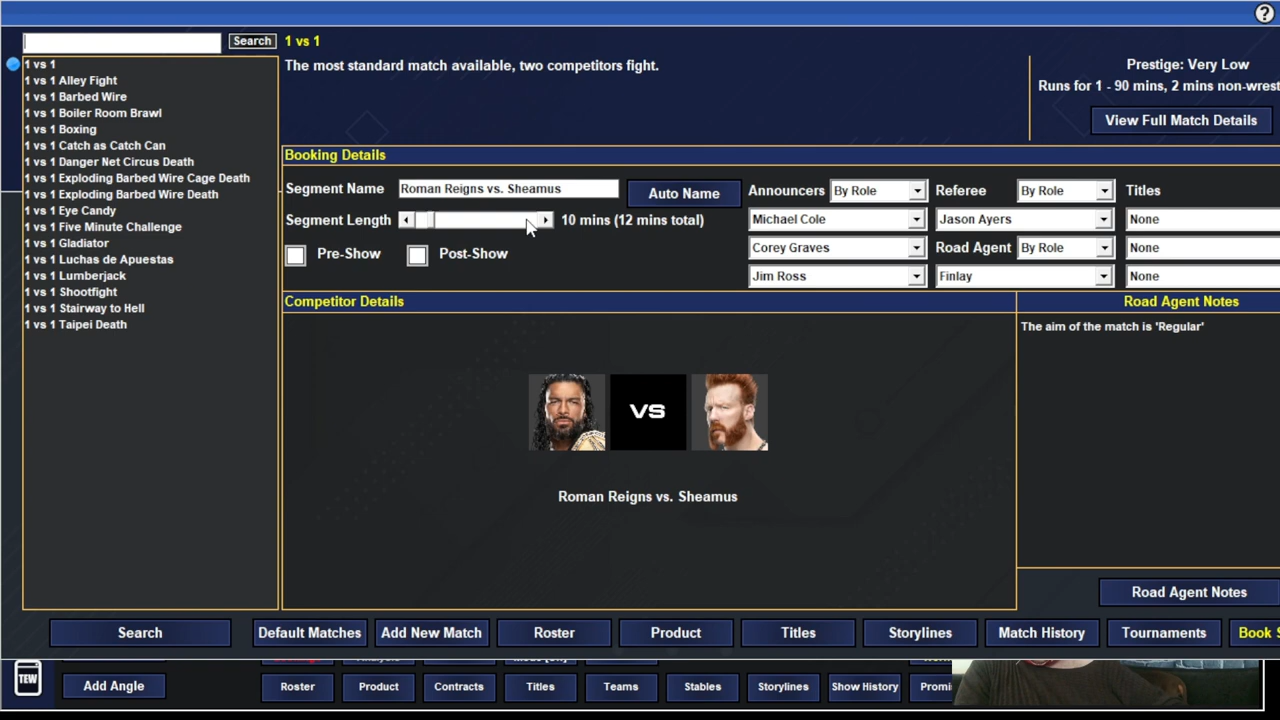 Search
1 vs 1
1 vs 1
1 vs 1 Alley Fight
1 vs 1 Barbed Wire
1 vs 1 Boiler Room Brawl
1 vs 1 Boxing
1 vs 1 Catch as Catch Can
1 vs 1 Danger Net Circus Death
1 vs 1 Exploding Barbed Wire Cage Death
1 vs 1 Exploding Barbed Wire Death
1 vs 1 Eye Candy
1 vs 1 Five Minute Challenge
1 vs 1 Gladiator
1 vs 1 Luchas de Apuestas
1 vs 1 Lumberjack
1 vs 1 Shootfight
1 vs 1 Stairway to Hell
1 vs 1 Taipei Death
The most standard match available, two competitors fight.
Prestige: Very Low
Runs for 1 - 90 mins, 2 mins non-wrest
View Full Match Details
Booking Details
Segment Name Roman Reigns vs. Sheamus Auto Name
Segment Length 10 mins (12 mins total)
Pre-Show Post-Show
Announcers By Role Referee By Role Titles
Michael Cole Jason Ayers None
Corey Graves Road Agent By Role None
Jim Ross Finlay None
Competitor Details
VS
Roman Reigns vs. Sheamus
Road Agent Notes
The aim of the match is 'Regular'
Road Agent Notes
Search Default Matches Add New Match Roster Product Titles Storylines Match History Tournaments Book
TEW Add Angle Roster Product Contracts Titles Teams Stables Storylines Show History